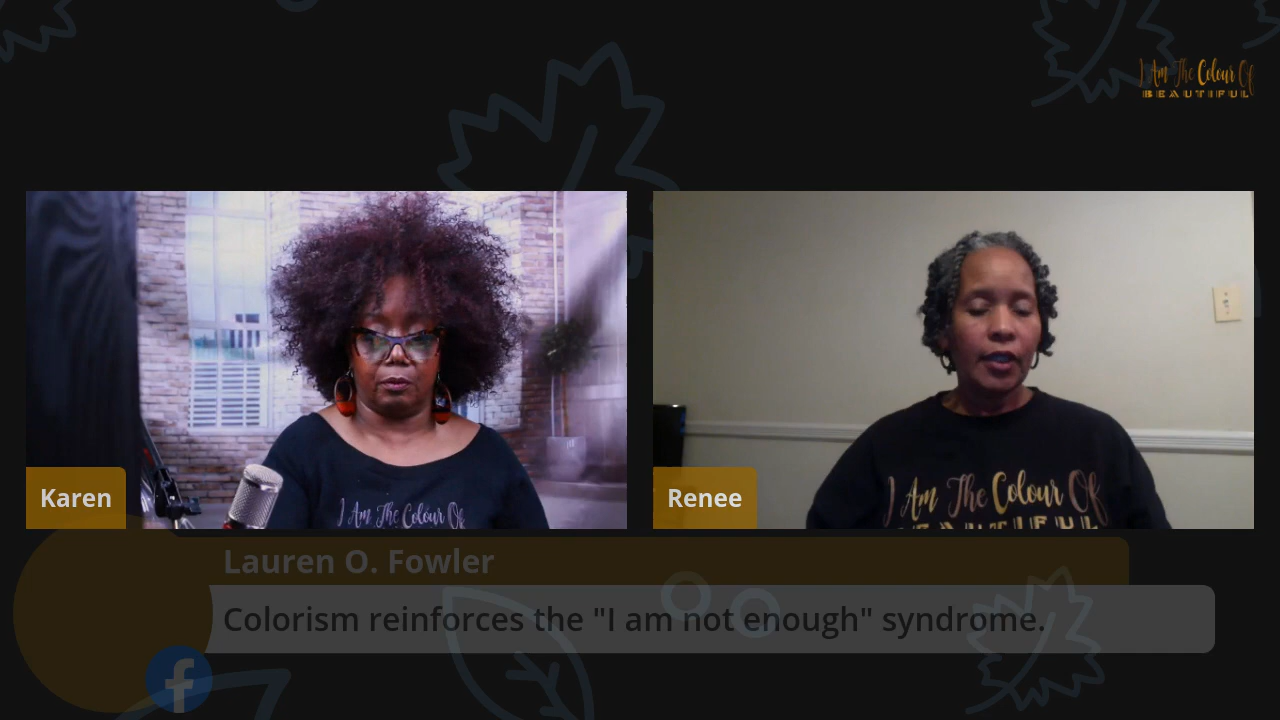 I Am The Colour Of
BEAUTIFUL
Karen
I Am The Colour Of
Renee
I Am The Colour Of
BEAUTIFUL
Lauren O. Fowler
Colorism reinforces the "I am not enough" syndrome.